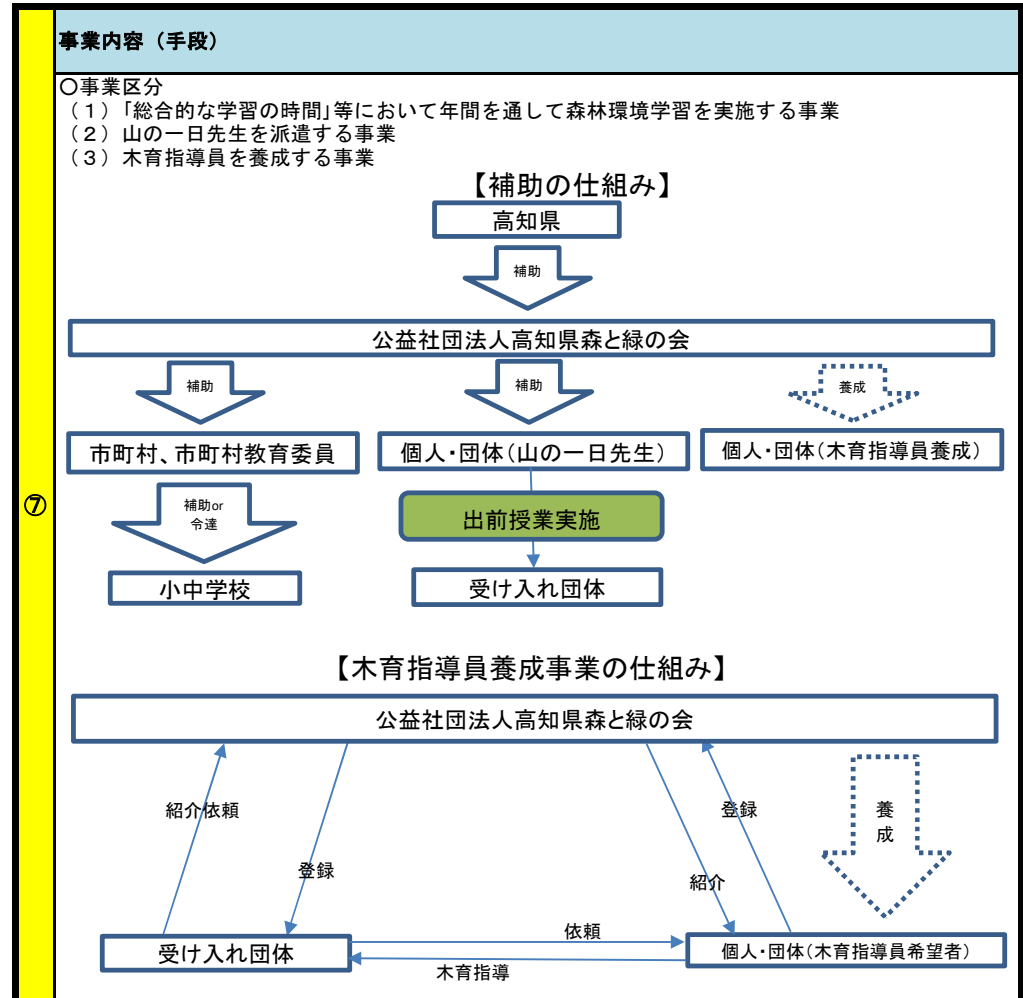 事業内容(手段)
⑦
〇事業区分
(1)「総合的な学習の時間」等において年間を通して森林環境学習を実施する事業
(2)山の一日先生を派遣する事業
(3)木育指導員を養成する事業
【補助の仕組み】
高知県
補助
公益社団法人高知県森と緑の会
補助
補助
養成
市町村、市町村教育委員
個人・団体(山の一日先生)
個人・団体(木育指導員養成)
補助or
令達
出前授業実施
小中学校
受け入れ団体
【木育指導員養成事業の仕組み】
公益社団法人高知県森と緑の会
紹介依頼
登録
紹介
登録
養
成
受け入れ団体
依頼
木育指導
個人・団体(木育指導員希望者)